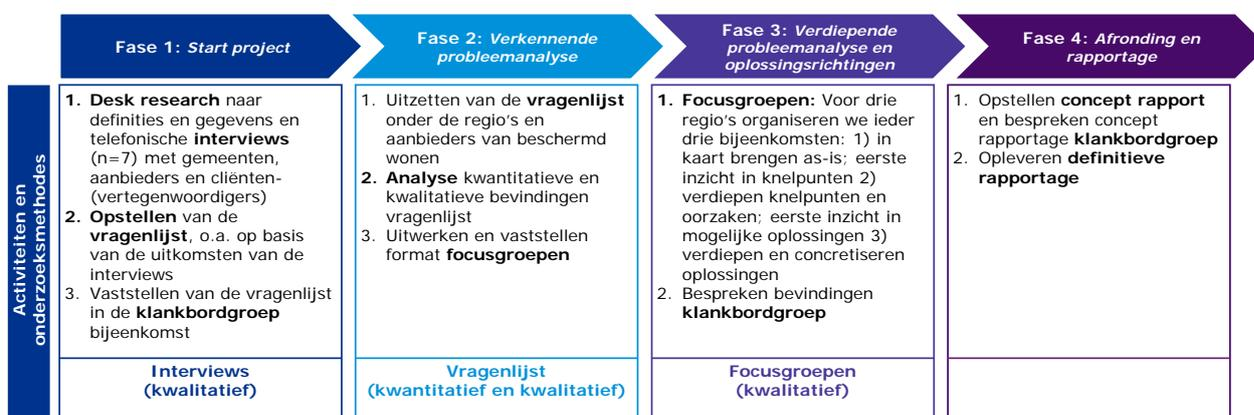 Fase 1: Start project
Fase 2: Verkennende
probleemanalyse
Fase 3: Verdiepende
probleemanalyse en
oplossingsrichtingen
Fase 4: Afronding en
rapportage
Activiteiten en
onderzoeksmethodes
1. Desk research naar
definities en gegevens en
telefonische interviews
(n=7) met gemeenten,
aanbieders en cliënten-
(vertegenwoordigers)
2. Opstellen van de
vragenlijst, o.a. op basis
van de uitkomsten van de
interviews
3. Vaststellen van de vragenlijst
in de klankbordgroep
bijeenkomst
Interviews
(kwalitatief)
1. Uitzetten van de vragenlijst
onder de regio's en
aanbieders van beschermd
wonen
2. Analyse kwantitatieve en
kwalitatieve bevindingen
vragenlijst
3. Uitwerken en vaststellen
format focusgroepen
Vragenlijst
(kwantitatief en kwalitatief)
1. Focusgroepen: Voor drie
regio's organiseren we ieder
drie bijeenkomsten: 1) in
kaart brengen as-is; eerste
inzicht in knelpunten 2)
verdiepen knelpunten en
oorzaken; eerste inzicht in
mogelijke oplossingen 3)
verdiepen en concretiseren
oplossingen
2. Bespreken bevindingen
klankbordgroep
Focusgroepen
(kwalitatief)
1. Opstellen concept rapport
en bespreken concept
rapportage klankbordgroep
2. Opleveren definitieve
rapportage